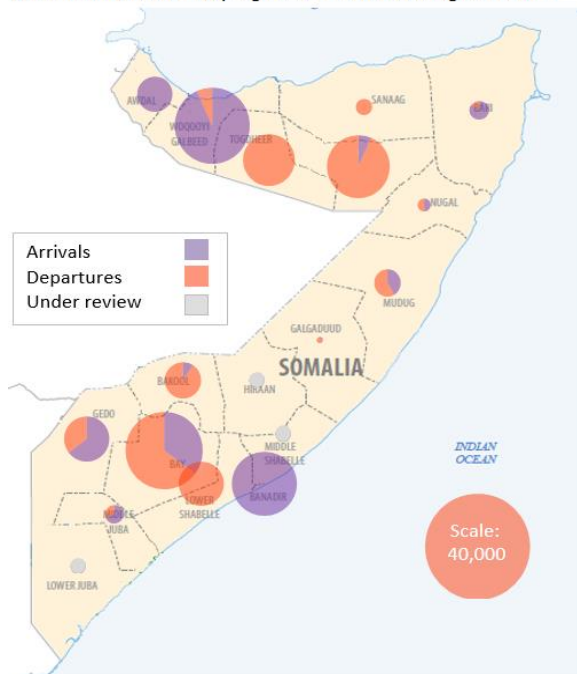 SANAAG
AWDAL
BARI
WOQOOYI
GALBEED
TOGDHEER
NUGAL
Arrivals
Departures
Under review
MUDUG
GALGADUUD
SOMALIA
BAKOOL
HIRAAN
GEDO
MIDDLE
SHABELLE
INDIAN
OCEAN
BAY
BANADIR
LOWER
SHABELLE
MIDDLE
JUBA
Scale:
40,000
LOWER JUBA